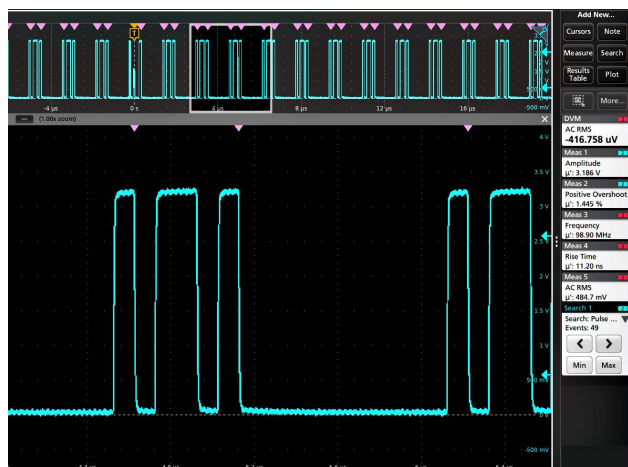 Add New...
Cursors
Note
Measure
Search
Results
Table
Plot
More...
T
-4 µs
0 s
4 µs
8 µs
12 µs
16 µs
-500 mV
(1.00x zoom)
4 V
3.5 V
3 V
2.5 V
2 V
1.5 V
1 V
500 mV
0 V
-500 mV
DVM
AC RMS
-416.758 uV
Meas 1
2
Amplitude
µ': 3.186 V
Meas 2
2
Positive Overshoot
µ': 1.445 %
Meas 3
Frequency
µ': 98.90 MHz
Meas 4
Rise Time
µ': 11.20 ns
Meas 5
AC RMS
µ': 484.7 mV
Search 1
2
Search: Pulse ...
Events: 49
Min
Max